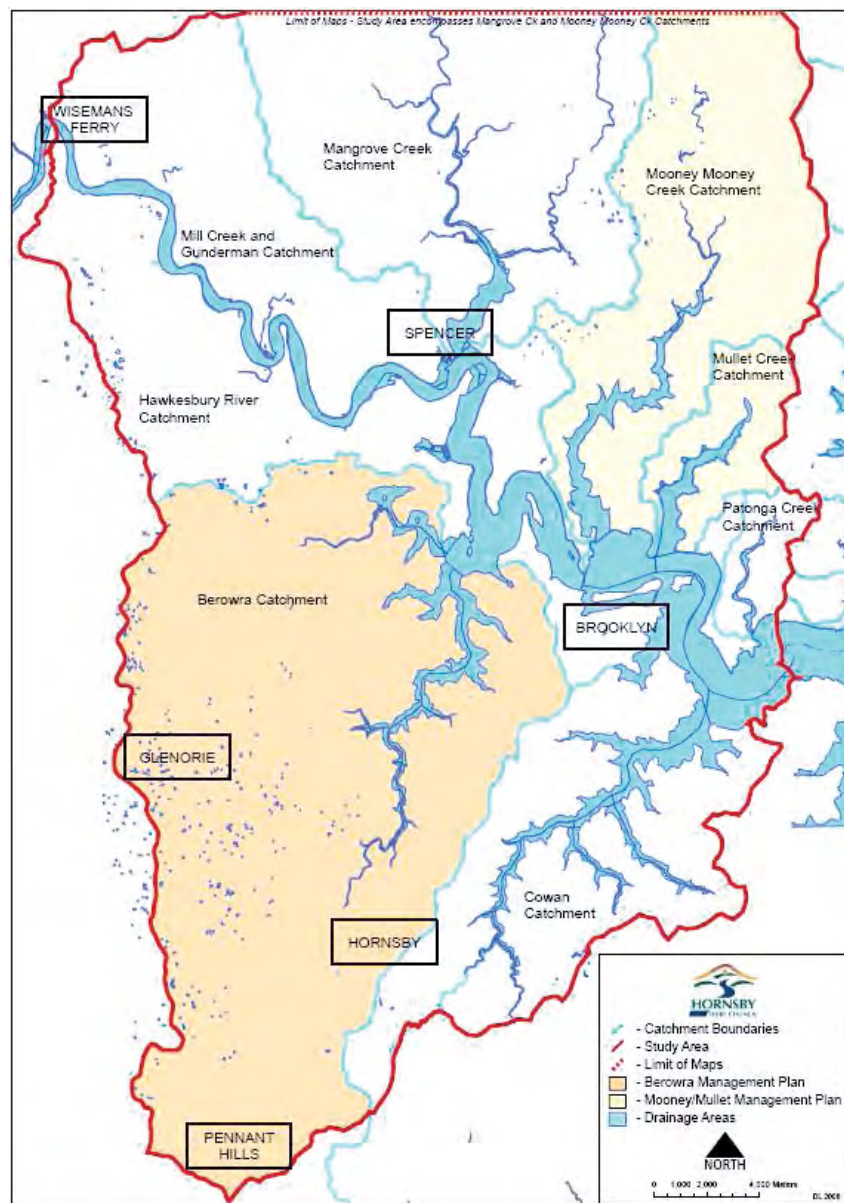 Limit of Maps - Study Area encompasses Mangrove Ck and Mooney Mooney Ck Catchments
WISEMANS
FERRY
Mangrove Creek
Catchment
Mooney Mooney
Creek Catchment
Mill Creek and
Gunderman Catchment
SPENCER
Mullet Creek
Catchment
Hawkesbury River
Catchment
Patonga Creek
Catchment
Berowra Catchment
BROOKLYN
GLENORIE
Cowan
Catchment
HORNSBY
PENNANT
HILLS
HORNSBY
SHIRE COUNCIL
- Catchment Boundaries
- Study Area
- Limit of Maps
- Berowra Management Plan
- Mooney/Mullet Management Plan
- Drainage Areas
NORTH
0 1,000 2,000 4,000 Meters